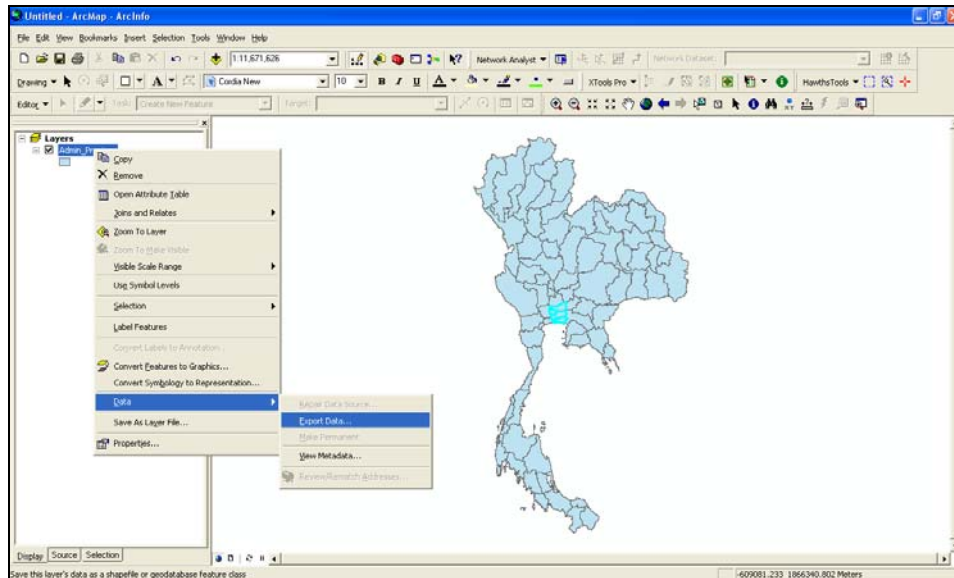 Untitled - ArcMap - ArcInfo
File Edit View Bookmarks Insert Selection Tools Window Help
1:11,671,626
Network Analyst
Network Dataset:
Drawing
A
Cordia New
10
B I U A
XTools Pro
HawthsTools
Editor
Task: Create New Feature
Target:
Layers
Copy
Remove
Open Attribute Table
Joins and Relates
Zoom To Layer
Zoom To Make Visible
Visible Scale Range
Use Symbol Levels
Selection
Label Features
Convert Labels to Annotation...
Convert Features to Graphics...
Convert Symbology to Representation...
Data
Save As Layer File...
Properties...
Repair Data Source...
Export Data...
Make Permanent
View Metadata...
Review/Rematch Addresses...
Display Source Selection
Save this layer's data as a shapefile or geodatabase feature class
-609081.233 1866340.802 Meters